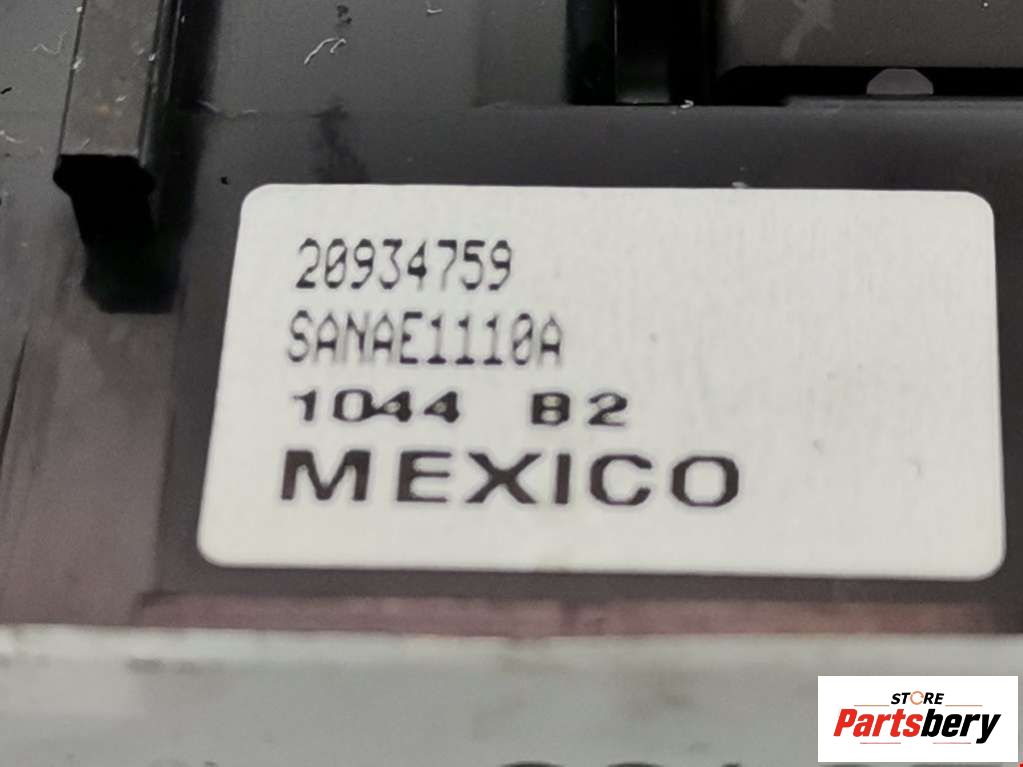 20934759
SANAE1110A
1044 B2
MEXICO
STORE
Partsbery